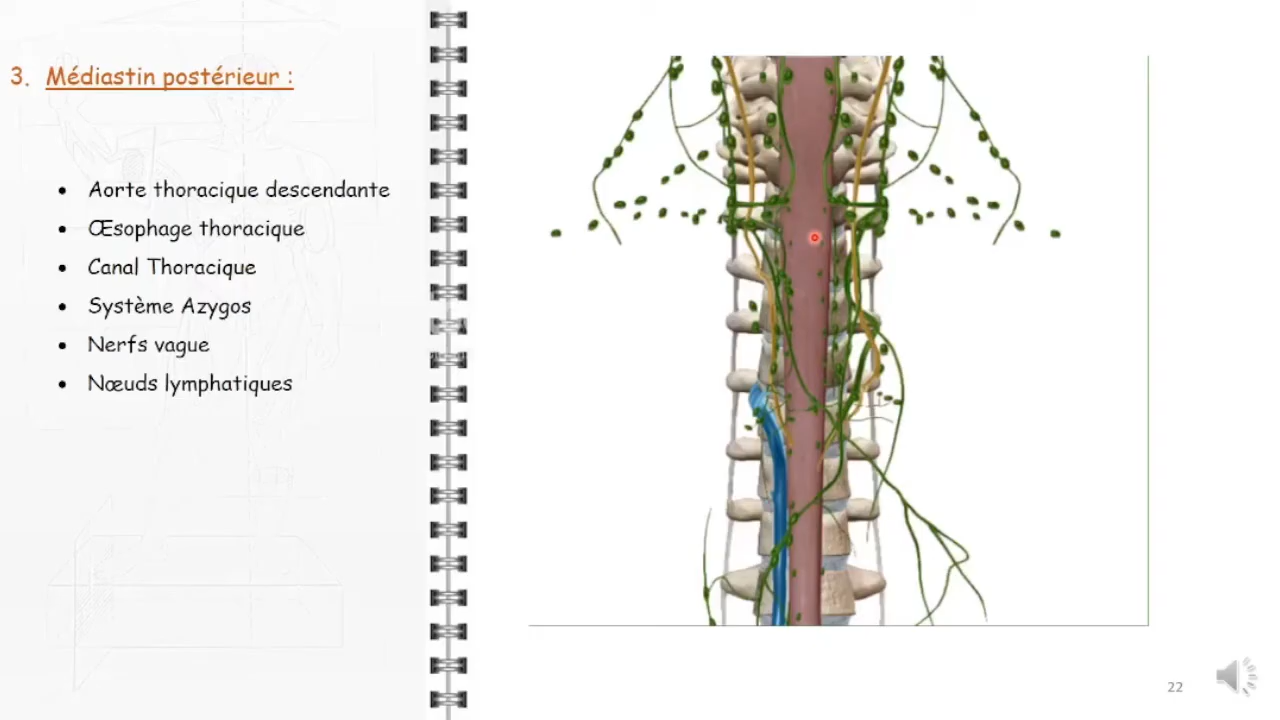 3. Médiastin postérieur :
• Aorte thoracique descendante
• Œsophage thoracique
• Canal Thoracique
• Système Azygos
• Nerfs vague
• Nœuds lymphatiques
22